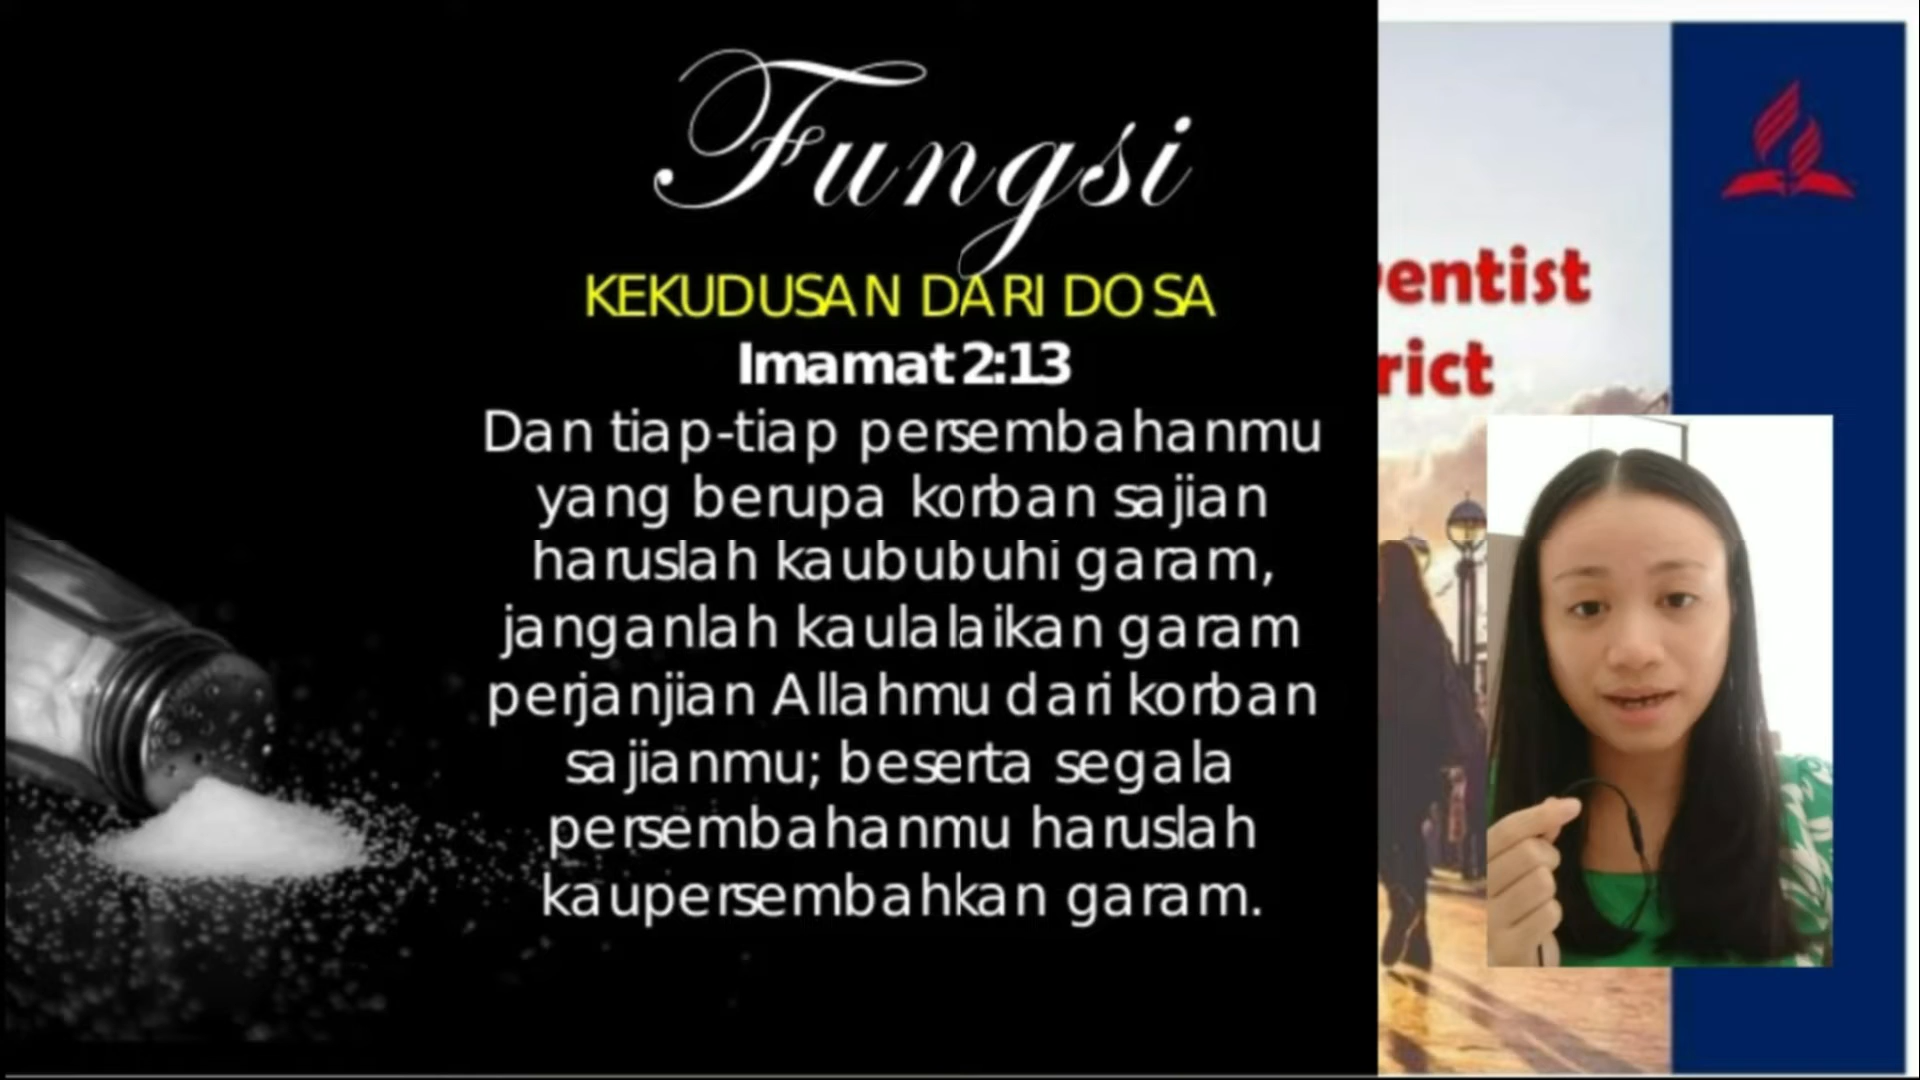 Fungsi
KEKUDUSAN DARI DOSA
Imamat 2:13
Dan tiap-tiap persembahanmu
yang berupa korban sajian
haruslah kaububuhi garam,
janganlah kaulalaikan garam
perjanjian Allahmu dari korban
sajianmu; beserta segala
persembahanmu haruslah
kaupersembahkan garam.
entist
rict